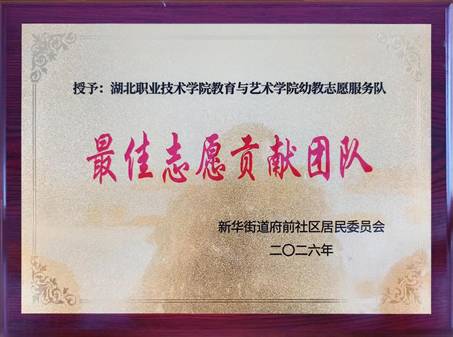 授予：湖北职业技术学院教育与艺术学院幼教志愿服务队
最佳志愿贡献团队
新华街道府前社区居民委员会
二〇二六年